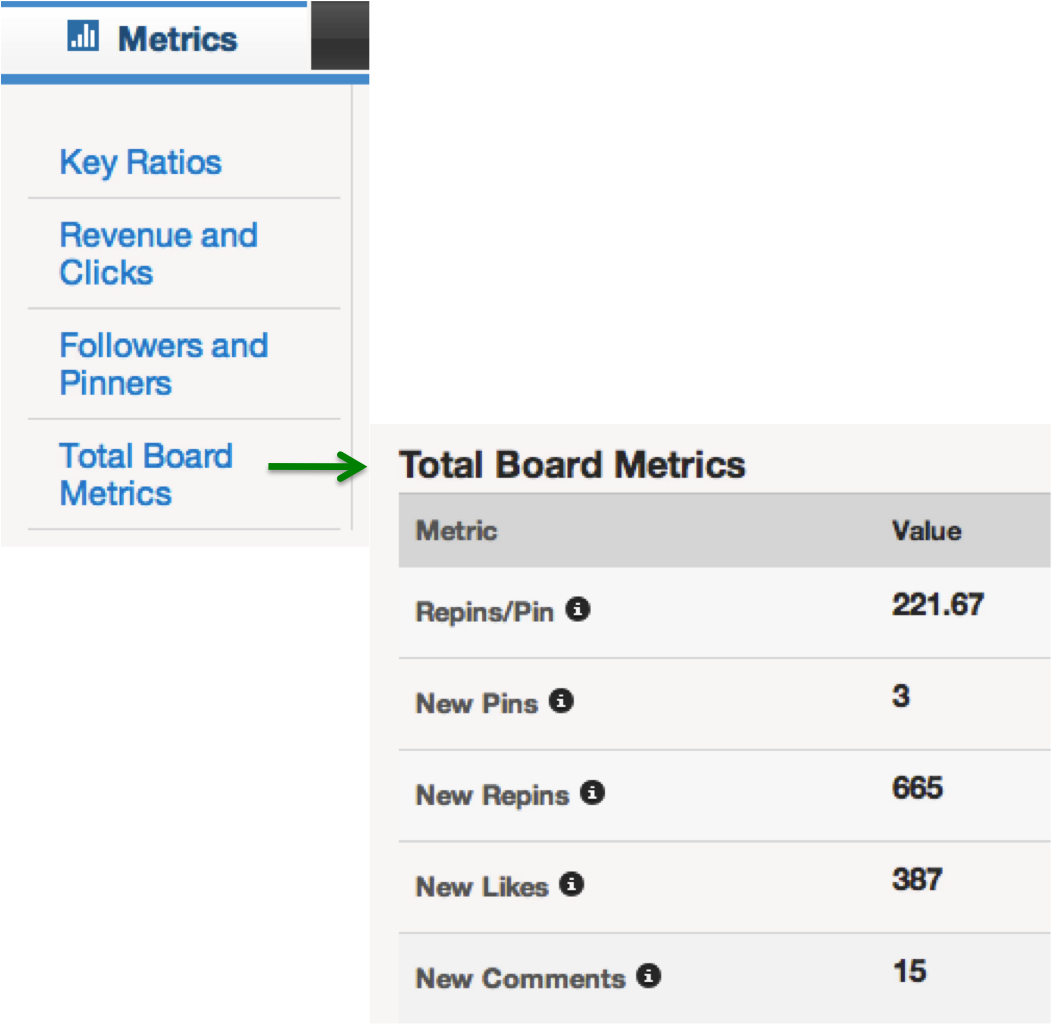 Metrics
Key Ratios
Revenue and
Clicks
Followers and
Pinners
Total Board
Metrics
Total Board Metrics
Metric Value
Repins/Pin 221.67
New Pins 3
New Repins 665
New Likes 387
New Comments 15